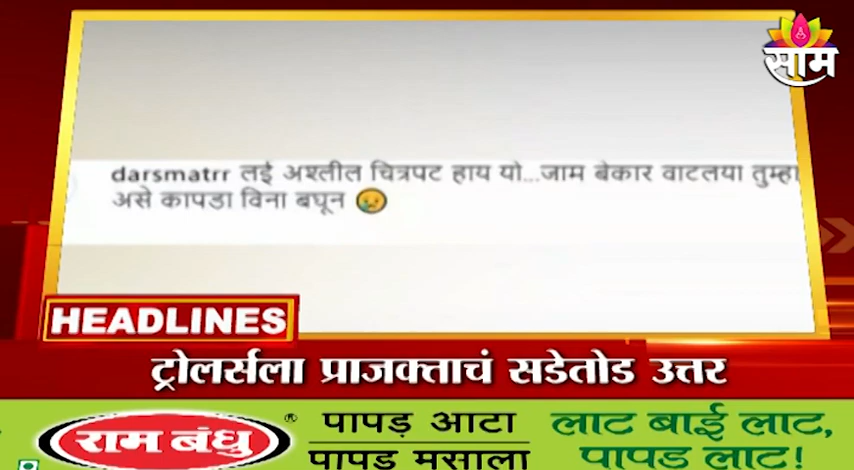 साम
darsmatrr लई अश्लील चित्रपट हाय यो...जाम बेकार वाटलया तुम्हा
असे कापडा विना बघून 😢
HEADLINES
ट्रोलर्सला प्राजक्ताचं सडेतोड उत्तर
राम बंधु ®
पापड़ आटा
पापड मसाला
लाट बाई लाट,
पापड लाट!